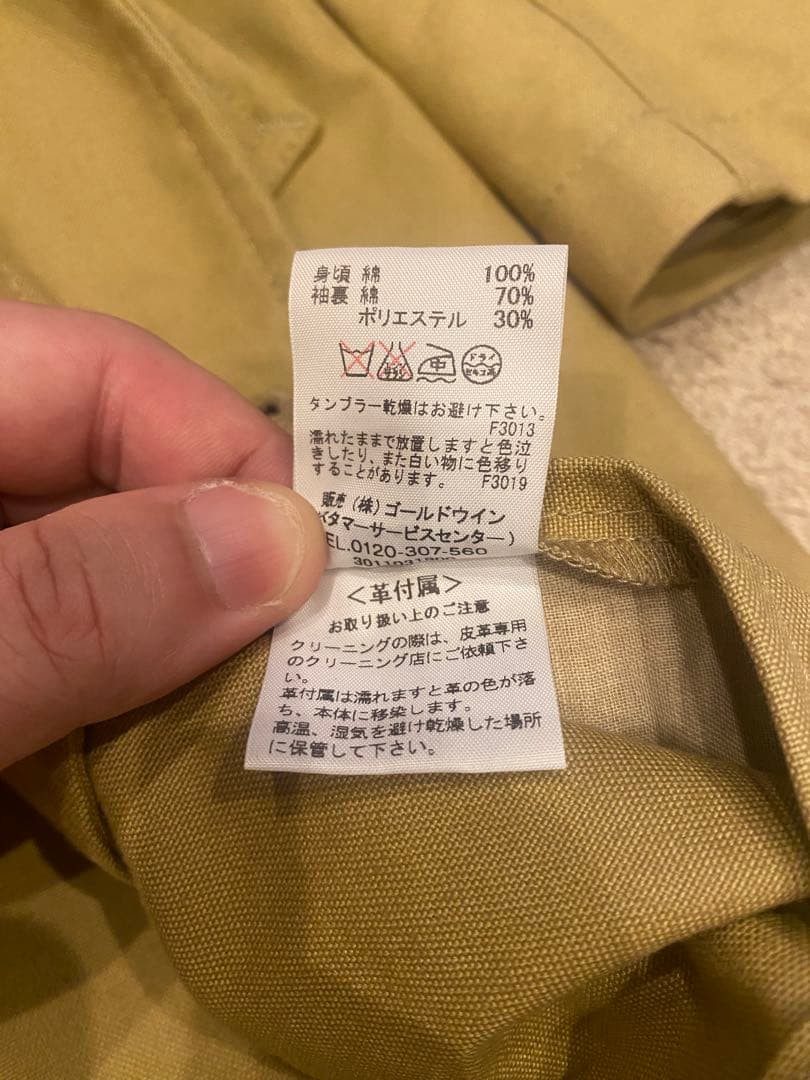 身頃 綿 100%
袖裏 綿 70%
ポリエステル 30%
サラシ
中
ドライ
セキユ系
タンブラー乾燥はお避け下さい。
F3013
濡れたままで放置しますと色泣
きしたり、また白い物に色移り
することがあります。 F3019
販売 (株)ゴールドウイン
タマーサービスセンター)
EL.0120-307-560
<革付属>
お取り扱い上のご注意
クリーニングの際は、皮革専用
のクリーニング店にご依頼下さ
い。
革付属は濡れますと革の色が落
ち、本体に移染します。
高温、湿気を避け乾燥した場所
に保管して下さい。